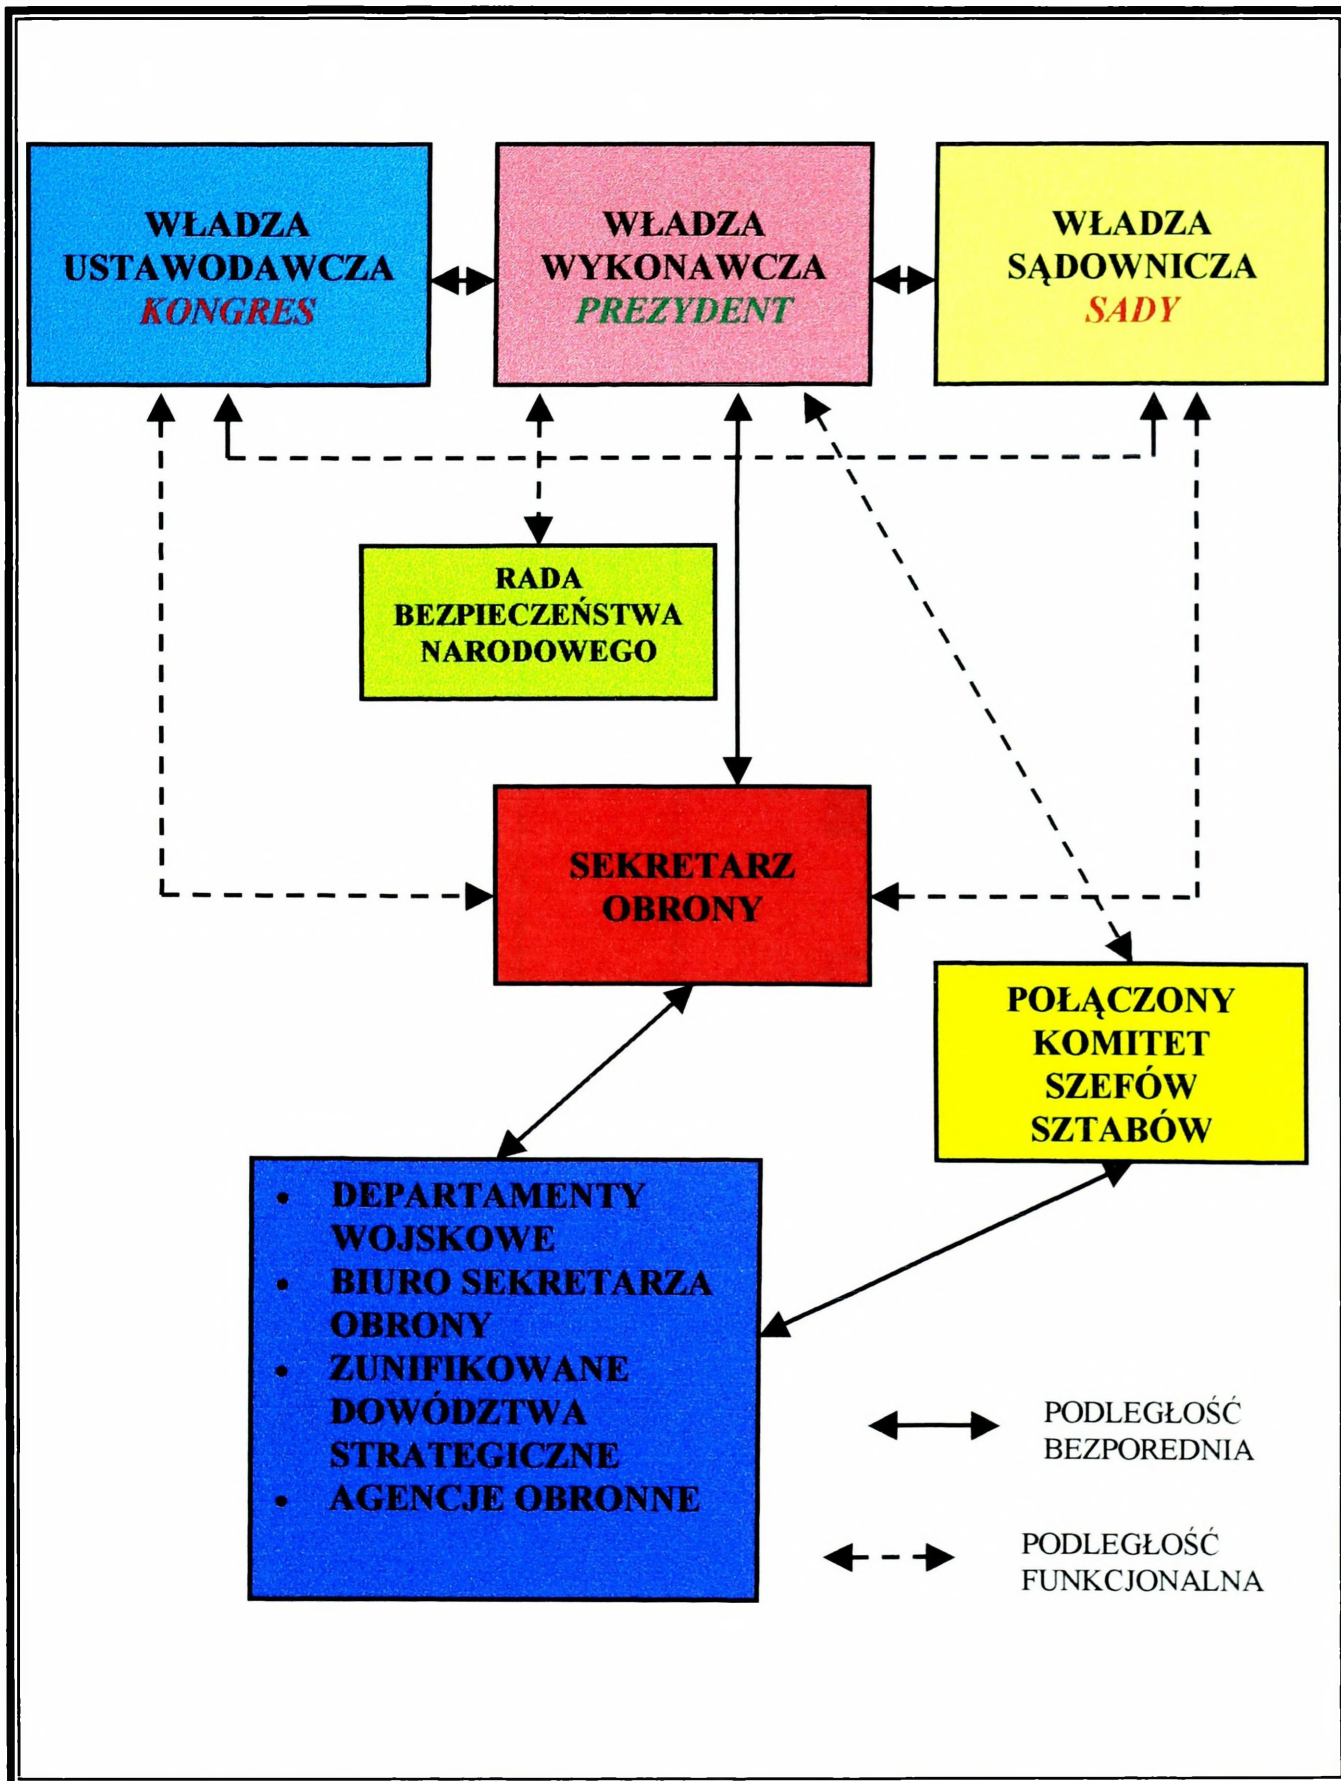 WŁADZA
USTAWODAWCZA
KONGRES
WŁADZA
WYKONAWCZA
PREZYDENT
WŁADZA
SĄDOWNICZA
SADY
RADA
BEZPIECZEŃSTWA
NARODOWEGO
SEKRETARZ
OBRONY
POŁĄCZONY
KOMITET
SZEFÓW
SZTABÓW
• DEPARTAMENTY
WOJSKOWE
• BIURO SEKRETARZA
OBRONY
• ZUNIFIKOWANE
DOWÓDZTWA
STRATEGICZNE
• AGENCJE OBRONNE
PODLEGŁOŚĆ
BEZPOREDNIA
PODLEGŁOŚĆ
FUNKCJONALNA